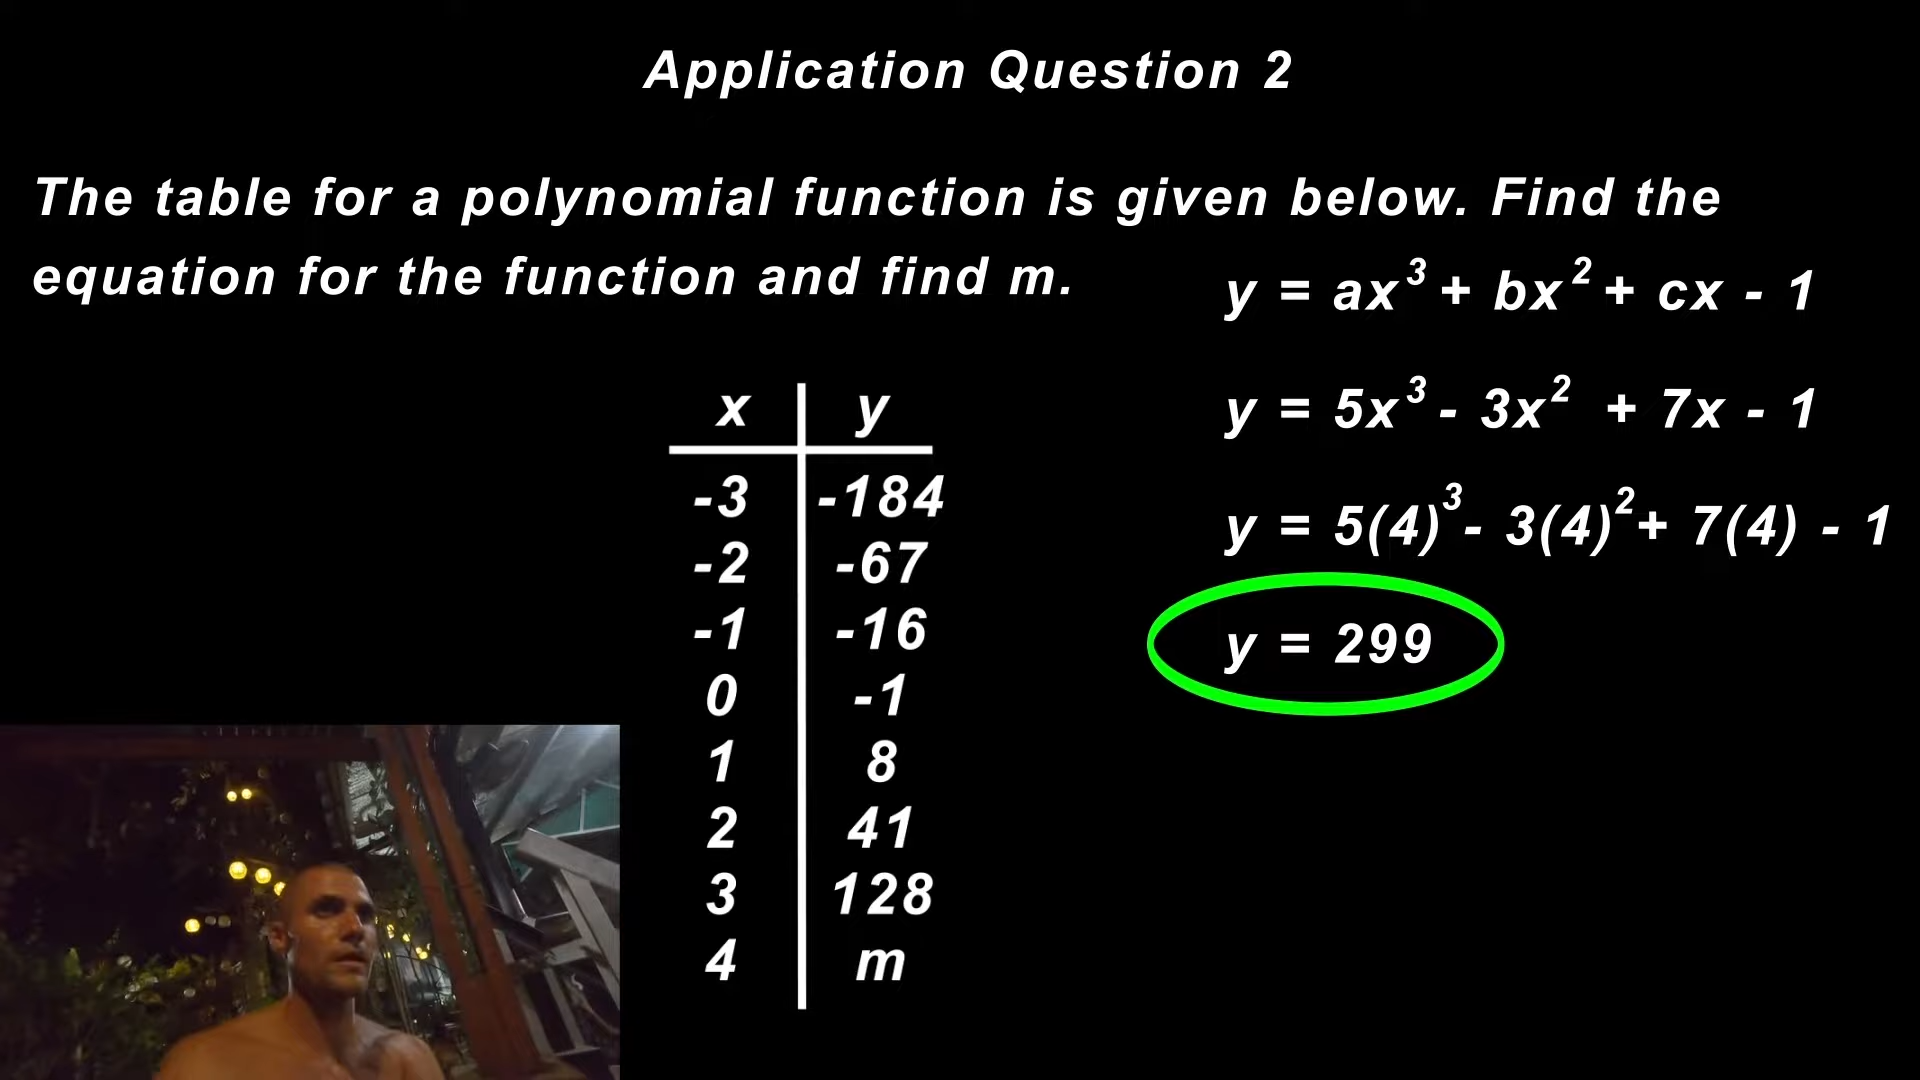 Application Question 2
The table for a polynomial function is given below. Find the
equation for the function and find m.
y = ax³ + bx² + cx - 1
y = 5x³ - 3x² + 7x - 1
y = 5(4)³ - 3(4)² + 7(4) - 1
y = 299
x y
-3 -184
-2 -67
-1 -16
0 -1
1 8
2 41
3 128
4 m